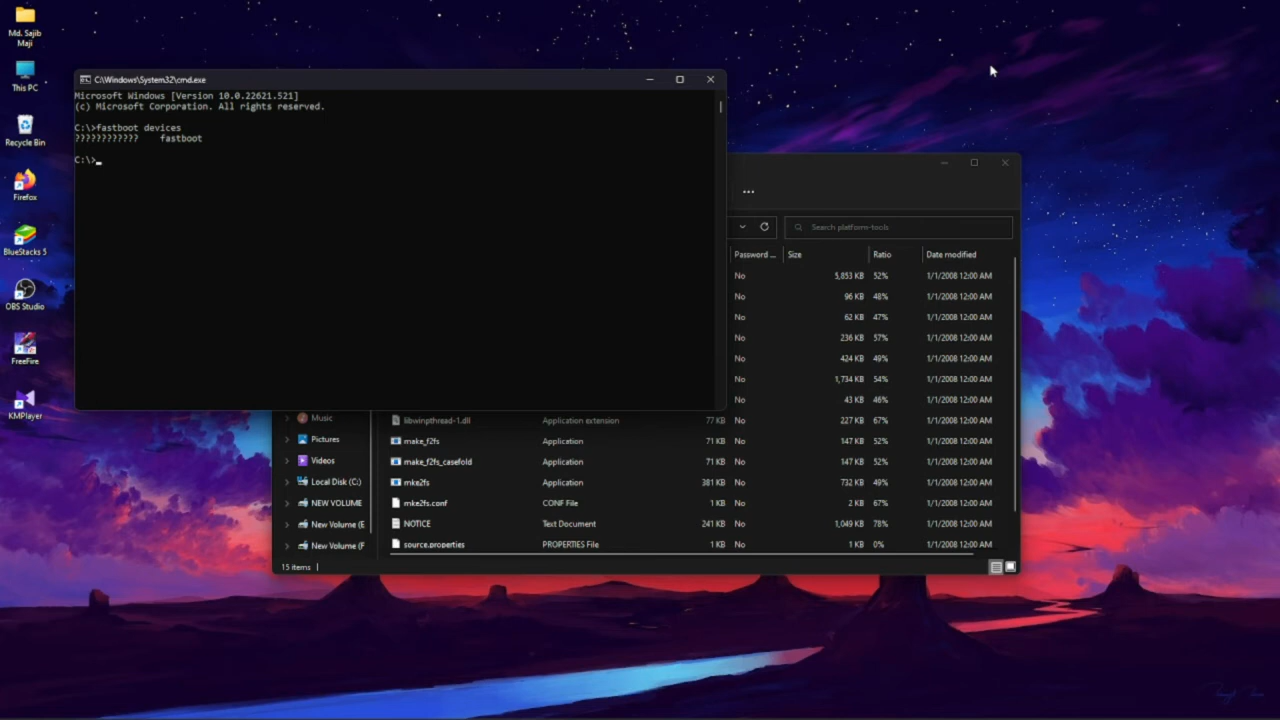 Md. Sajib
Maji
This PC
Recycle Bin
Firefox
BlueStacks 5
OBS Studio
FreeFire
KMPlayer
C:\Windows\System32\cmd.exe
Microsoft Windows [Version 10.0.22621.521]
(c) Microsoft Corporation. All rights reserved.
C:\>fastboot devices
???????????? fastboot
C:\>_
Search platform-tools
Password ... Size Ratio Date modified
No 5,853 KB 52% 1/1/2008 12:00 AM
No 96 KB 48% 1/1/2008 12:00 AM
No 62 KB 47% 1/1/2008 12:00 AM
No 236 KB 57% 1/1/2008 12:00 AM
No 424 KB 49% 1/1/2008 12:00 AM
No 1,734 KB 54% 1/1/2008 12:00 AM
No 43 KB 46% 1/1/2008 12:00 AM
libwinpthread-1.dll Application extension 77 KB No 227 KB 67% 1/1/2008 12:00 AM
make_f2fs Application 71 KB No 147 KB 52% 1/1/2008 12:00 AM
make_f2fs_casefold Application 71 KB No 147 KB 52% 1/1/2008 12:00 AM
mke2fs Application 381 KB No 732 KB 49% 1/1/2008 12:00 AM
mke2fs.conf CONF File 1 KB No 2 KB 67% 1/1/2008 12:00 AM
NOTICE Text Document 241 KB No 1,049 KB 78% 1/1/2008 12:00 AM
source.properties PROPERTIES File 1 KB No 1 KB 0% 1/1/2008 12:00 AM
Music
Pictures
Videos
Local Disk (C:)
NEW VOLUME
New Volume (E
New Volume (F
15 items